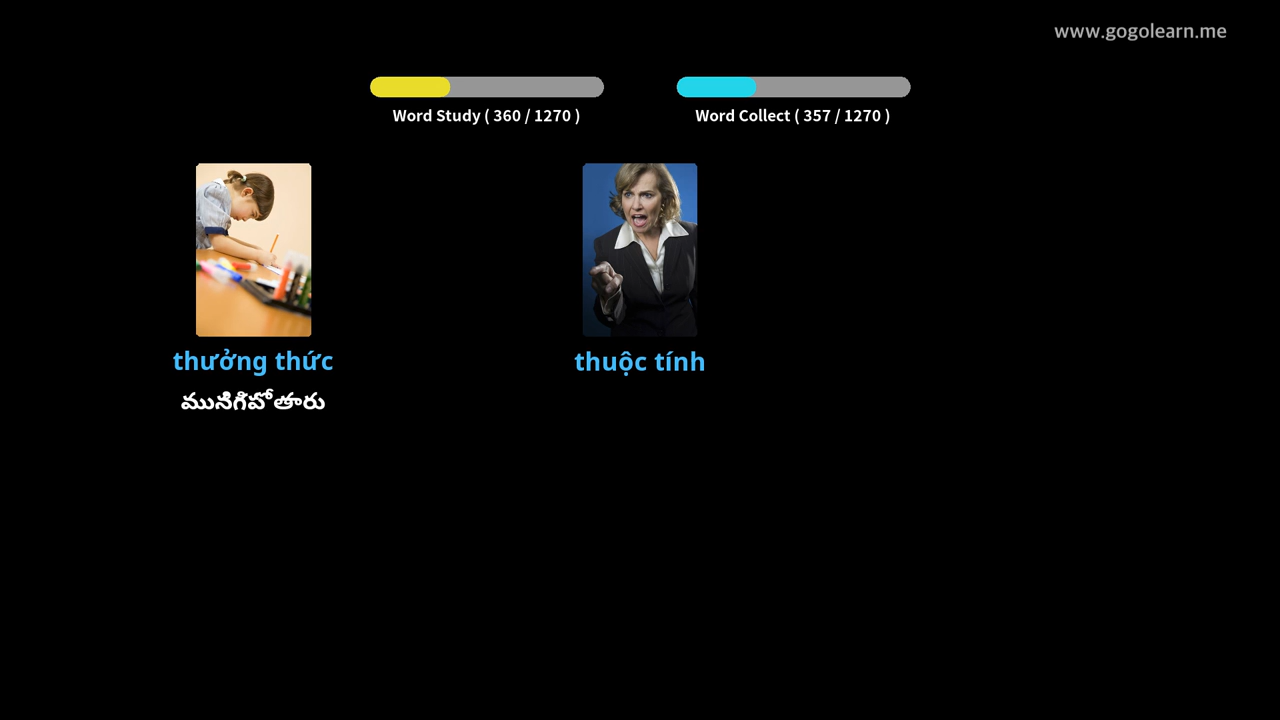 www.gogolearn.me
Word Study ( 360 / 1270 )
Word Collect ( 357 / 1270 )
thưởng thức
thuộc tính
మునిగిపోతారు